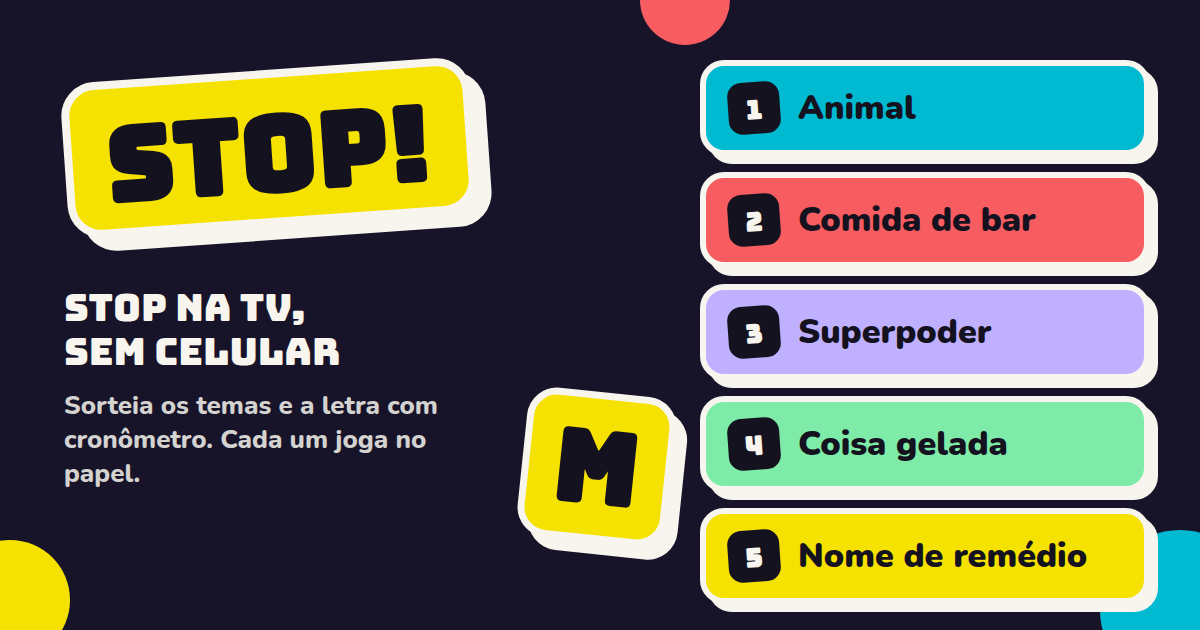 STOP!
STOP NA TV,
SEM CELULAR
Sorteia os temas e a letra com
cronômetro. Cada um joga no
papel.
M
1 Animal
2 Comida de bar
3 Superpoder
4 Coisa gelada
5 Nome de remédio